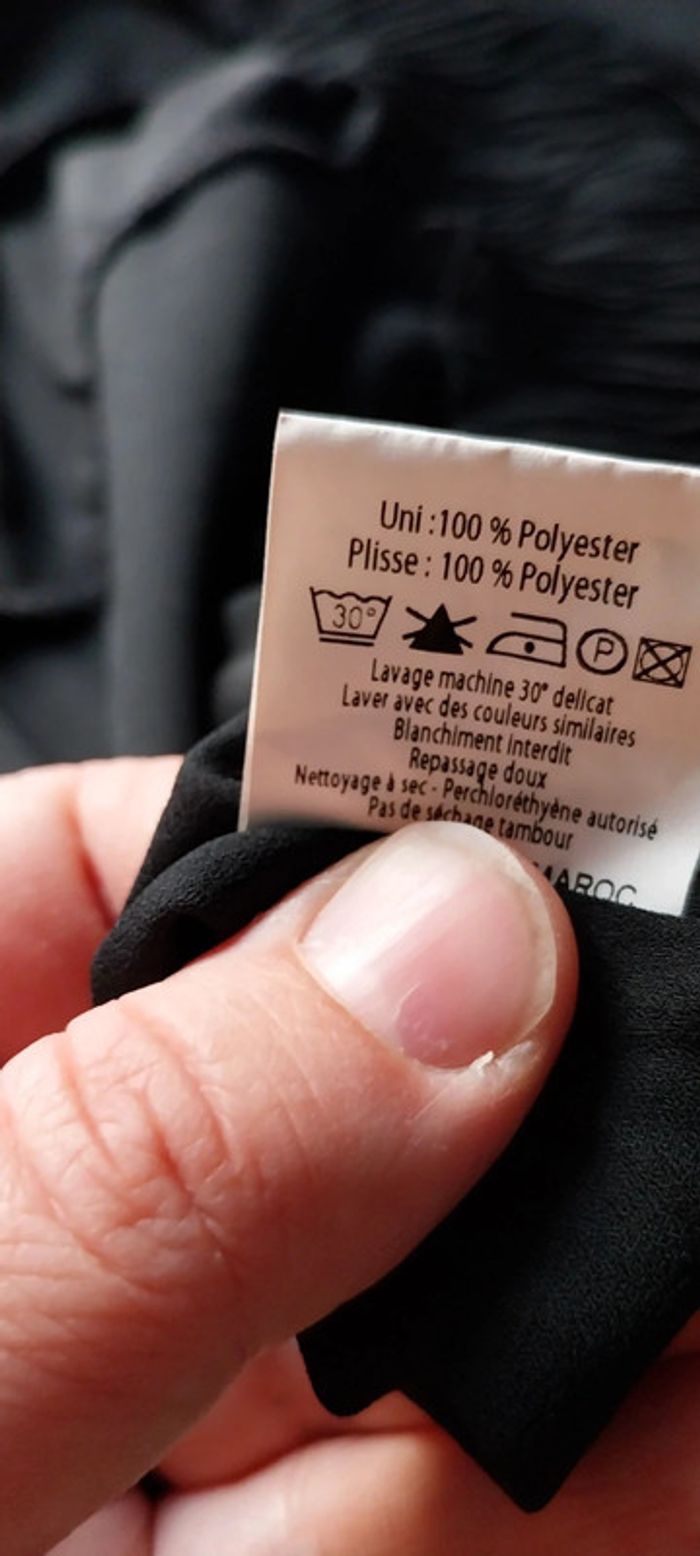 Uni :100 % Polyester
Plisse : 100 % Polyester
30°
P
Lavage machine 30° delicat
Laver avec des couleurs similaires
Blanchiment interdit
Repassage doux
Nettoyage à sec - Perchloréthyène autorisé
Pas de séchage tambour
MAROC